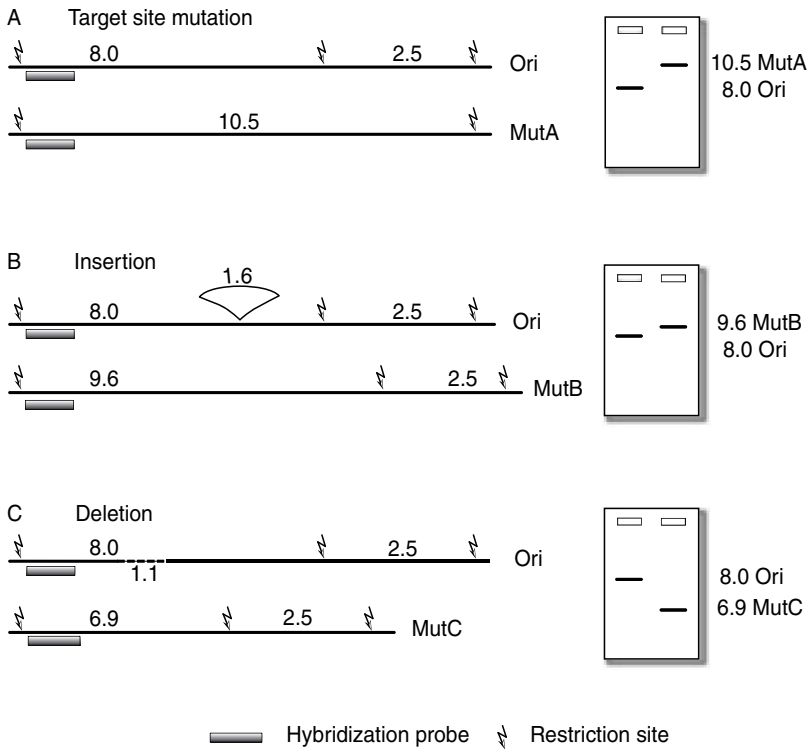 A Target site mutation
8.0 2.5 Ori
10.5 MutA
10.5 MutA
8.0 Ori
B Insertion
1.6
8.0 2.5 Ori
9.6 2.5 MutB
9.6 MutB
8.0 Ori
C Deletion
8.0 2.5 Ori
1.1
6.9 2.5 MutC
8.0 Ori
6.9 MutC
Hybridization probe Restriction site